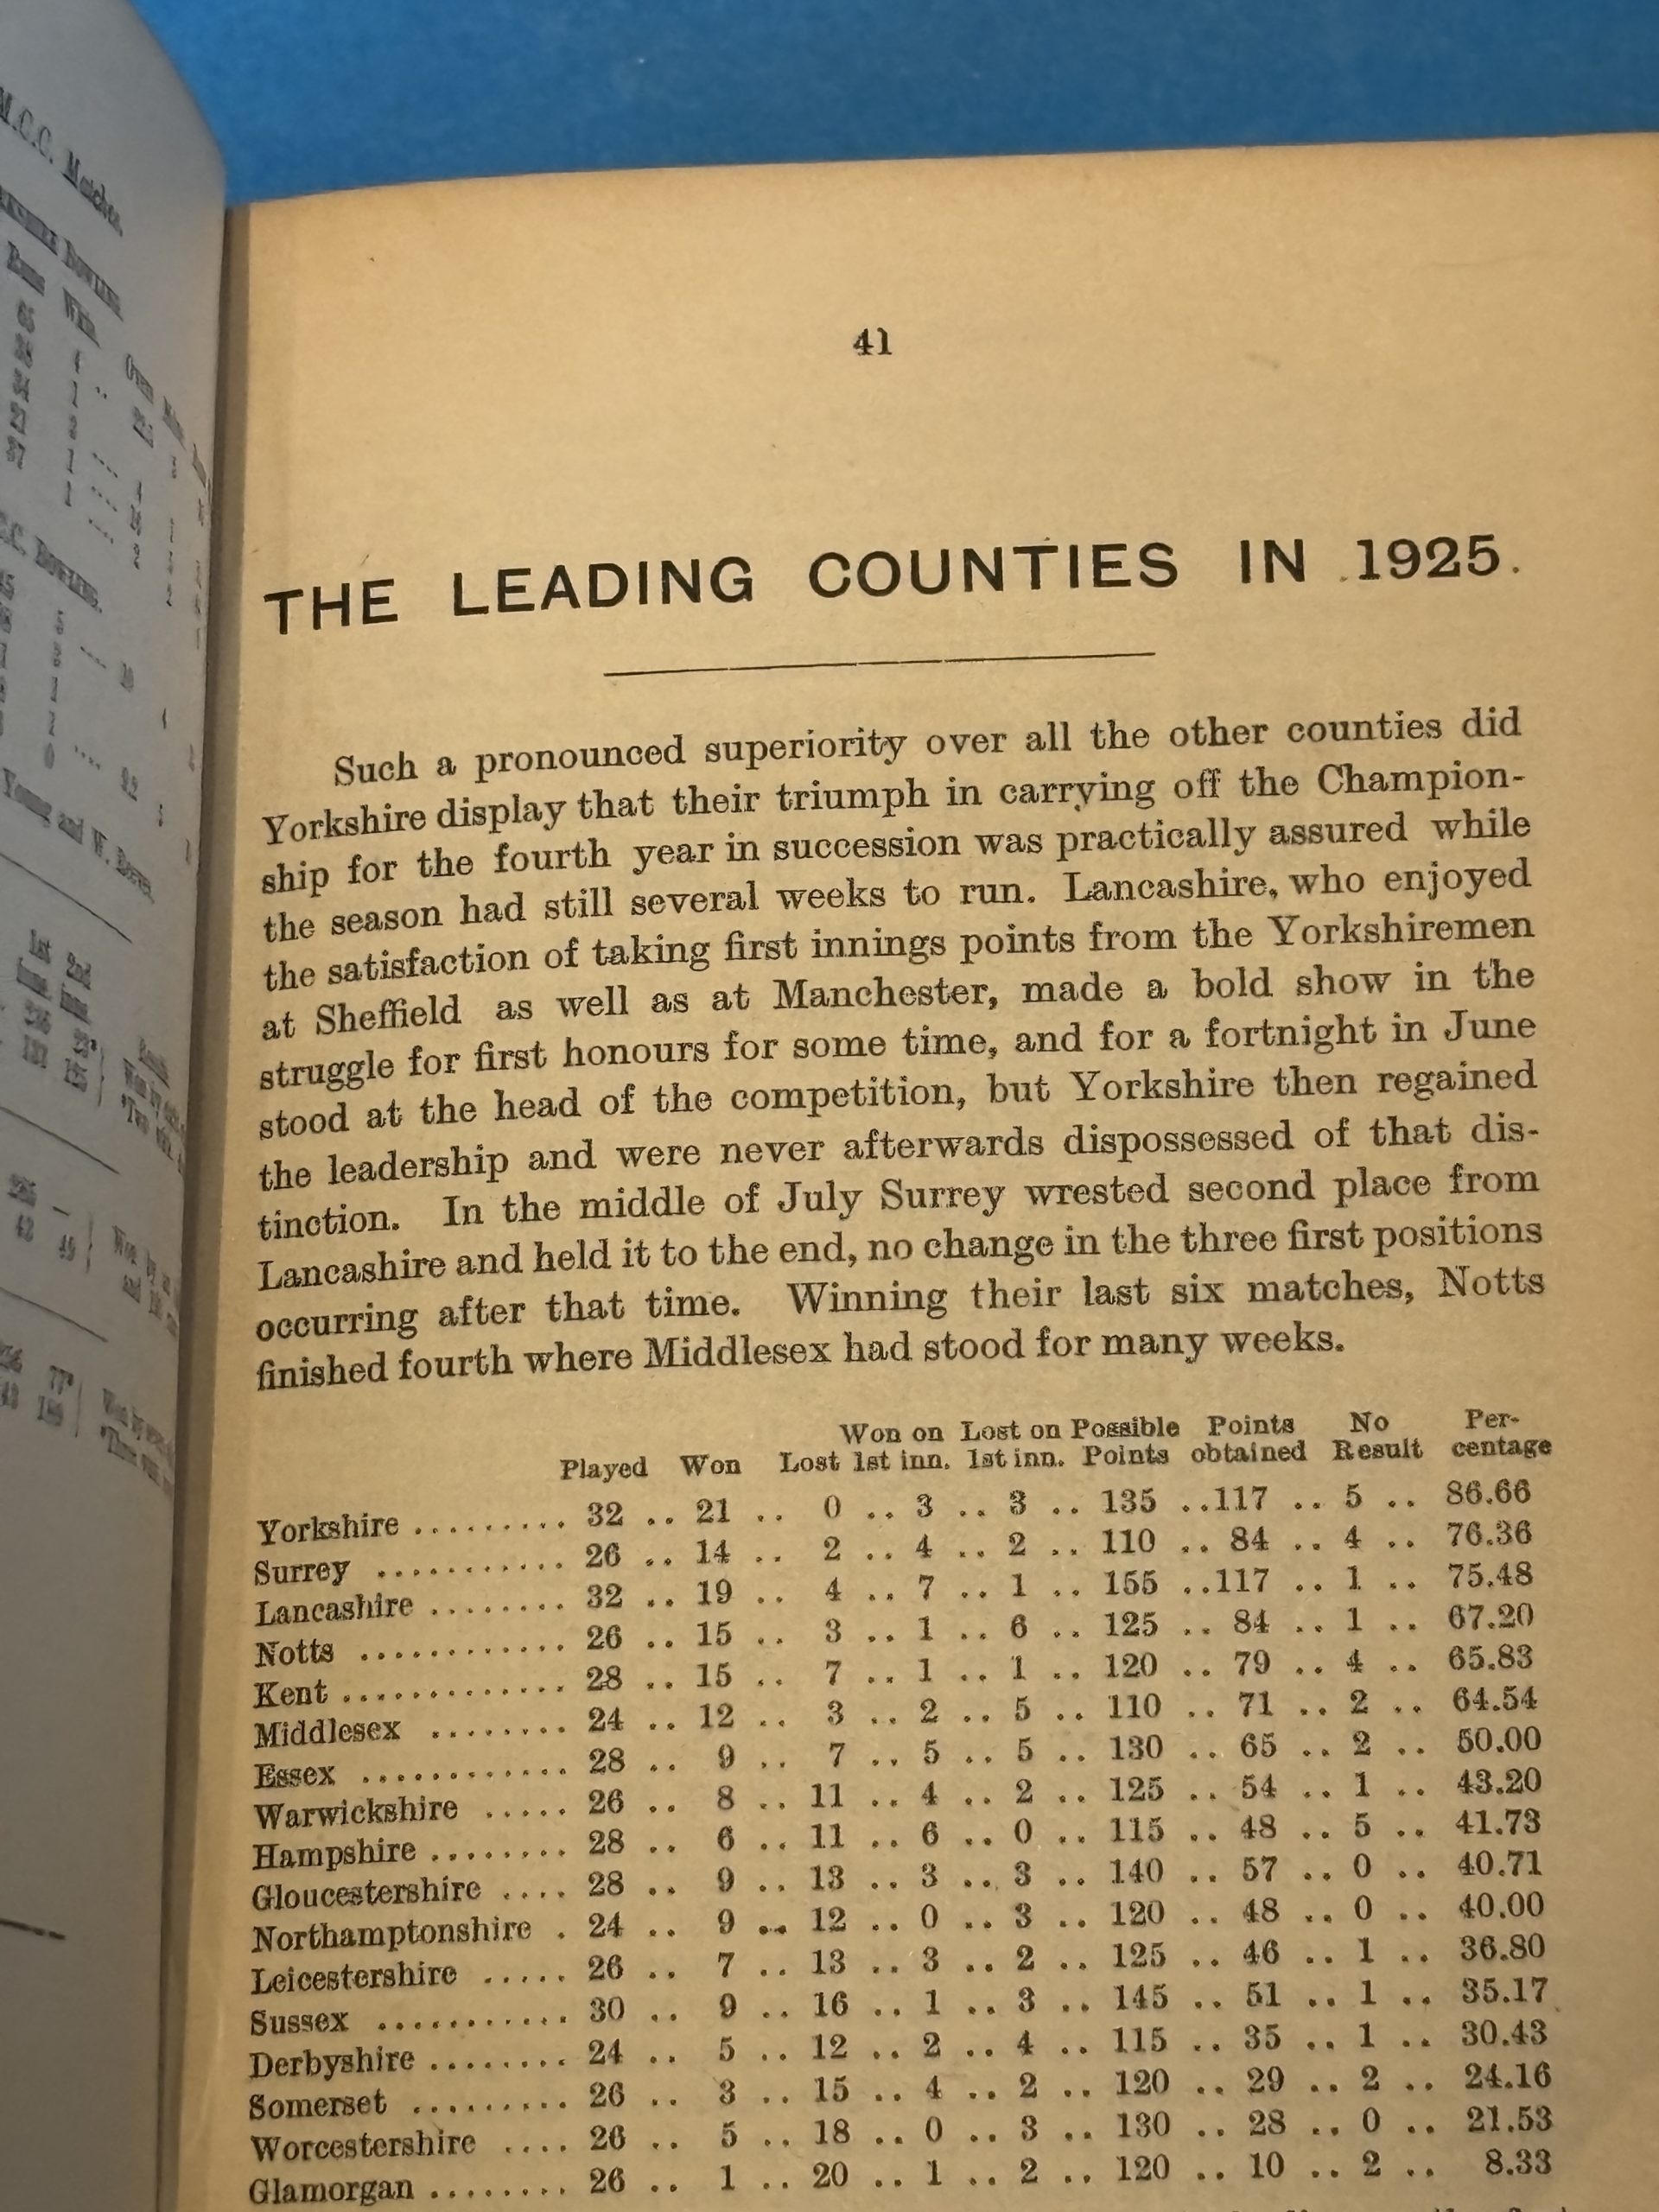 M.C.C. Matches.
41
THE LEADING COUNTIES IN 1925.
Such a pronounced superiority over all the other counties did
Yorkshire display that their triumph in carrying off the Champion-
ship for the fourth year in succession was practically assured while
the season had still several weeks to run. Lancashire, who enjoyed
the satisfaction of taking first innings points from the Yorkshiremen
at Sheffield as well as at Manchester, made a bold show in the
struggle for first honours for some time, and for a fortnight in June
stood at the head of the competition, but Yorkshire then regained
the leadership and were never afterwards dispossessed of that dis-
tinction. In the middle of July Surrey wrested second place from
Lancashire and held it to the end, no change in the three first positions
occurring after that time. Winning their last six matches, Notts
finished fourth where Middlesex had stood for many weeks.
Won on Lost on Possible Points No Per-
Played Won Lost 1st inn. 1st inn. Points obtained Result centage
Yorkshire ......... 32 .. 21 .. 0 .. 3 .. 3 .. 135 ..117 .. 5 .. 86.66
Surrey ........... 26 .. 14 .. 2 .. 4 .. 2 .. 110 .. 84 .. 4 .. 76.36
Lancashire ........ 32 .. 19 .. 4 .. 7 .. 1 .. 155 ..117 .. 1 .. 75.48
Notts ............ 26 .. 15 .. 3 .. 1 .. 6 .. 125 .. 84 .. 1 .. 67.20
Kent ............. 28 .. 15 .. 7 .. 1 .. 1 .. 120 .. 79 .. 4 .. 65.83
Middlesex ........ 24 .. 12 .. 3 .. 2 .. 5 .. 110 .. 71 .. 2 .. 64.54
Essex ............ 28 .. 9 .. 7 .. 5 .. 5 .. 130 .. 65 .. 2 .. 50.00
Warwickshire ..... 26 .. 8 .. 11 .. 4 .. 2 .. 125 .. 54 .. 1 .. 43.20
Hampshire ........ 28 .. 6 .. 11 .. 6 .. 0 .. 115 .. 48 .. 5 .. 41.73
Gloucestershire .... 28 .. 9 .. 13 .. 3 .. 3 .. 140 .. 57 .. 0 .. 40.71
Northamptonshire . 24 .. 9 .. 12 .. 0 .. 3 .. 120 .. 48 .. 0 .. 40.00
Leicestershire ..... 26 .. 7 .. 13 .. 3 .. 2 .. 125 .. 46 .. 1 .. 36.80
Sussex ........... 30 .. 9 .. 16 .. 1 .. 3 .. 145 .. 51 .. 1 .. 35.17
Derbyshire ........ 24 .. 5 .. 12 .. 2 .. 4 .. 115 .. 35 .. 1 .. 30.43
Somerset ......... 26 .. 3 .. 15 .. 4 .. 2 .. 120 .. 29 .. 2 .. 24.16
Worcestershire .... 26 .. 5 .. 18 .. 0 .. 3 .. 130 .. 28 .. 0 .. 21.53
Glamorgan ........ 26 .. 1 .. 20 .. 1 .. 2 .. 120 .. 10 .. 2 .. 8.33